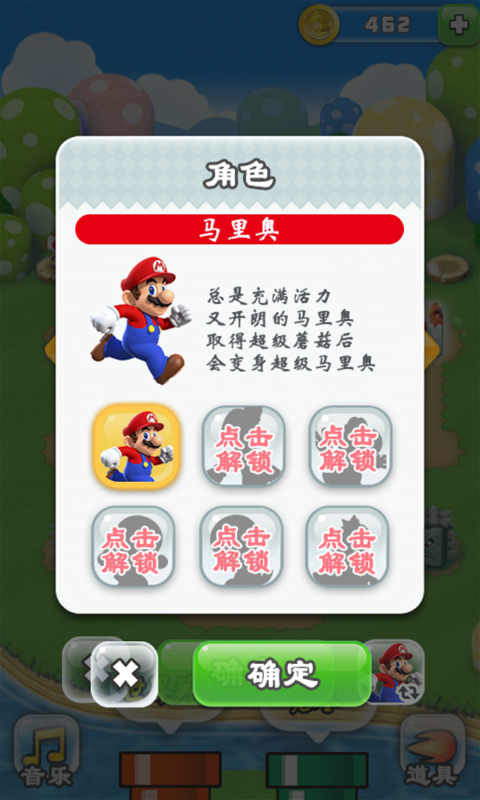 462
角色
马里奥
总是充满活力
又开朗的马里奥
取得超级蘑菇后
会变身超级马里奥
点击
解锁
点击
解锁
点击
解锁
点击
解锁
点击
解锁
确定
音乐
道具